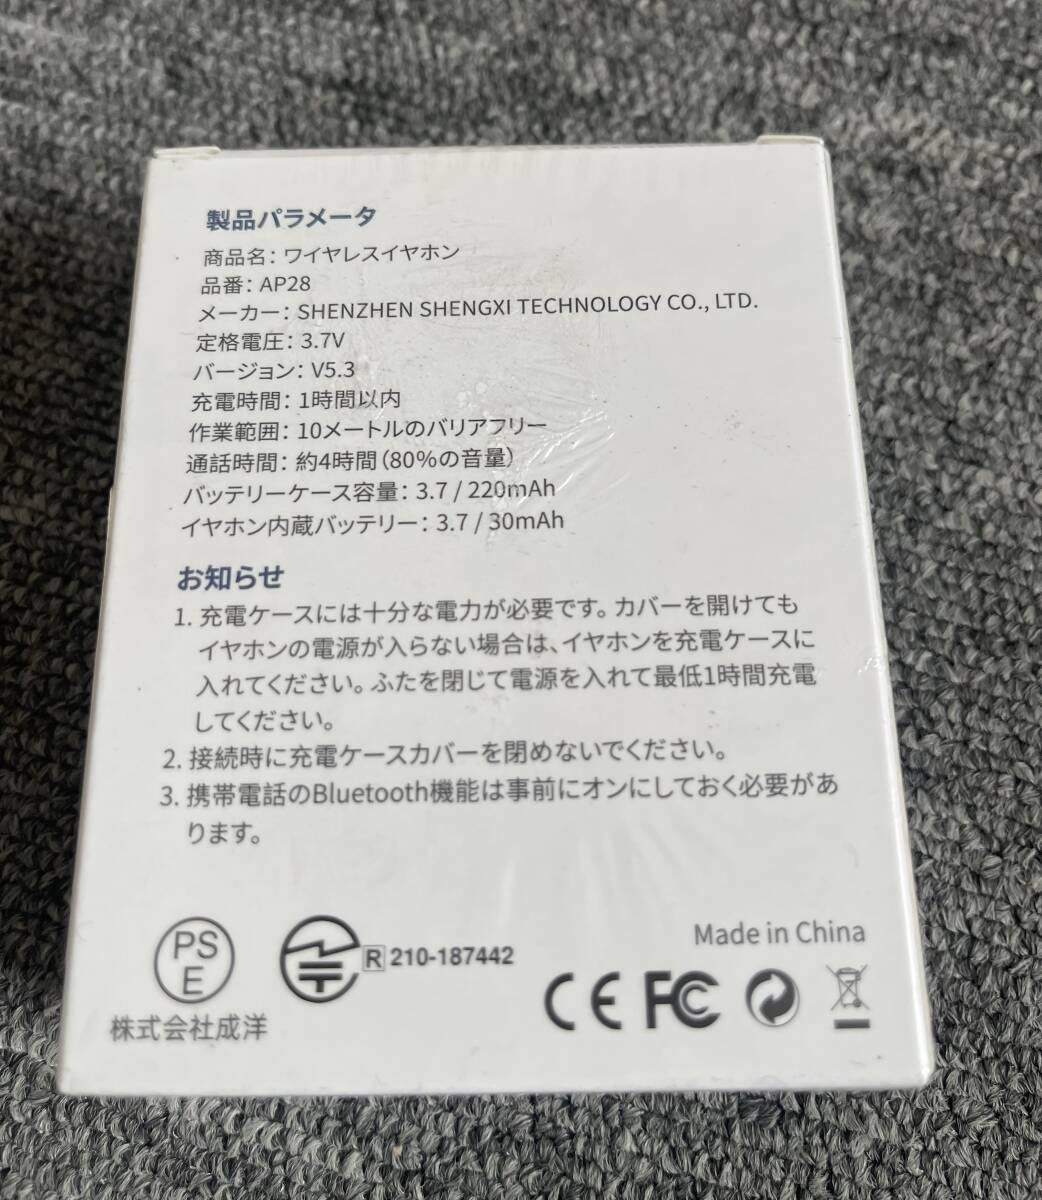 製品パラメータ
商品名：ワイヤレスイヤホン
品番：AP28
メーカー：SHENZHEN SHENGXI TECHNOLOGY CO., LTD.
定格電圧：3.7V
バージョン：V5.3
充電時間：1時間以内
作業範囲：10メートルのバリアフリー
通話時間：約4時間（80%の音量）
バッテリーケース容量：3.7 / 220mAh
イヤホン内蔵バッテリー：3.7 / 30mAh
お知らせ
1. 充電ケースには十分な電力が必要です。カバーを開けても
イヤホンの電源が入らない場合は、イヤホンを充電ケースに
入れてください。ふたを閉じて電源を入れて最低1時間充電
してください。
2. 接続時に充電ケースカバーを閉めないでください。
3. 携帯電話のBluetooth機能は事前にオンにしておく必要があ
ります。
Made in China
PS
E
R 210-187442
CE FC
株式会社成洋